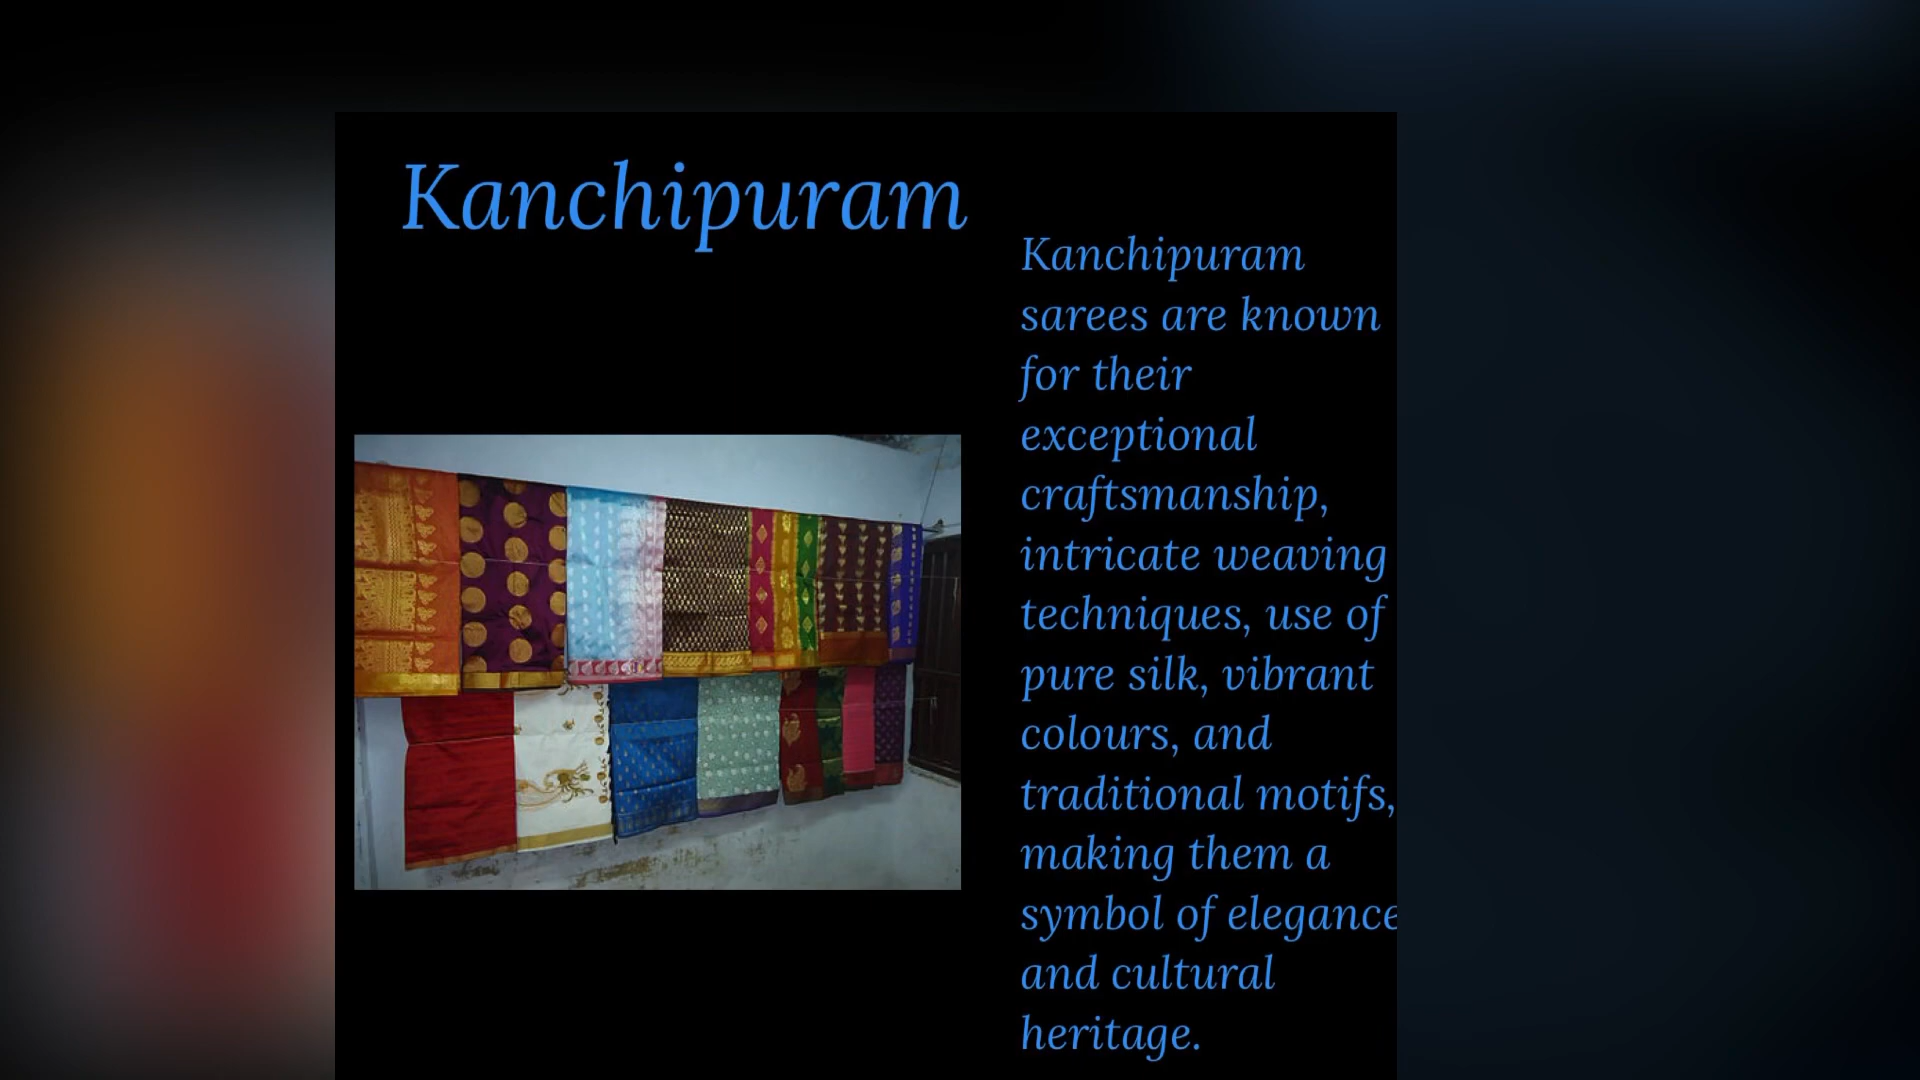 Kanchipuram
Kanchipuram
sarees are known
for their
exceptional
craftsmanship,
intricate weaving
techniques, use of
pure silk, vibrant
colours, and
traditional motifs,
making them a
symbol of elegance
and cultural
heritage.